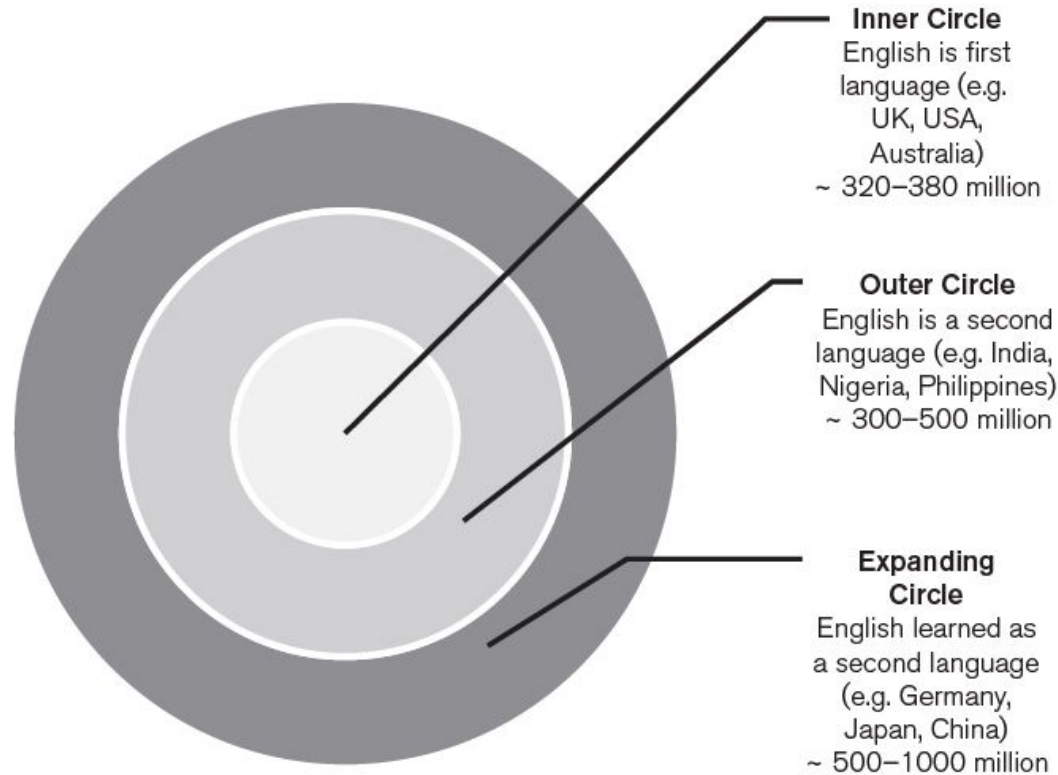 Inner Circle
English is first
language (e.g.
UK, USA,
Australia)
~ 320–380 million
Outer Circle
English is a second
language (e.g. India,
Nigeria, Philippines)
~ 300–500 million
Expanding
Circle
English learned as
a second language
(e.g. Germany,
Japan, China)
~ 500–1000 million